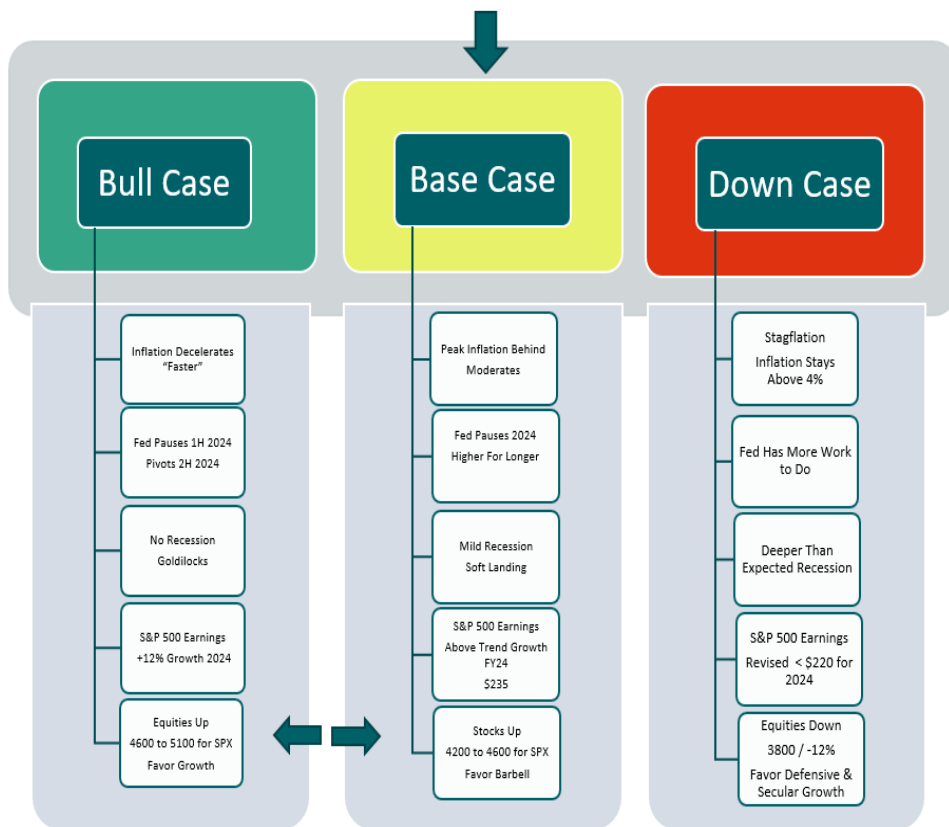 Bull Case
Inflation Decelerates
“Faster”
Fed Pauses 1H 2024
Pivots 2H 2024
No Recession
Goldilocks
S&P 500 Earnings
+12% Growth 2024
Equities Up
4600 to 5100 for SPX
Favor Growth
Base Case
Peak Inflation Behind
Moderates
Fed Pauses 2024
Higher For Longer
Mild Recession
Soft Landing
S&P 500 Earnings
Above Trend Growth
FY24
$235
Stocks Up
4200 to 4600 for SPX
Favor Barbell
Down Case
Stagflation
Inflation Stays
Above 4%
Fed Has More Work
to Do
Deeper Than
Expected Recession
S&P 500 Earnings
Revised < $220 for
2024
Equities Down
3800 / -12%
Favor Defensive &
Secular Growth